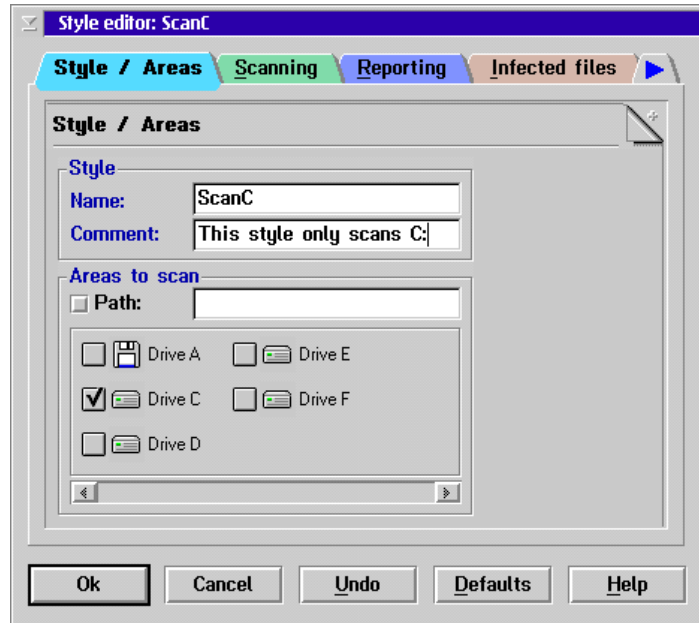 Style editor: ScanC
Style / Areas Scanning Reporting Infected files
Style / Areas
Style
Name: ScanC
Comment: This style only scans C:
Areas to scan
Path:
Drive A Drive E
Drive C Drive F
Drive D
Ok Cancel Undo Defaults Help